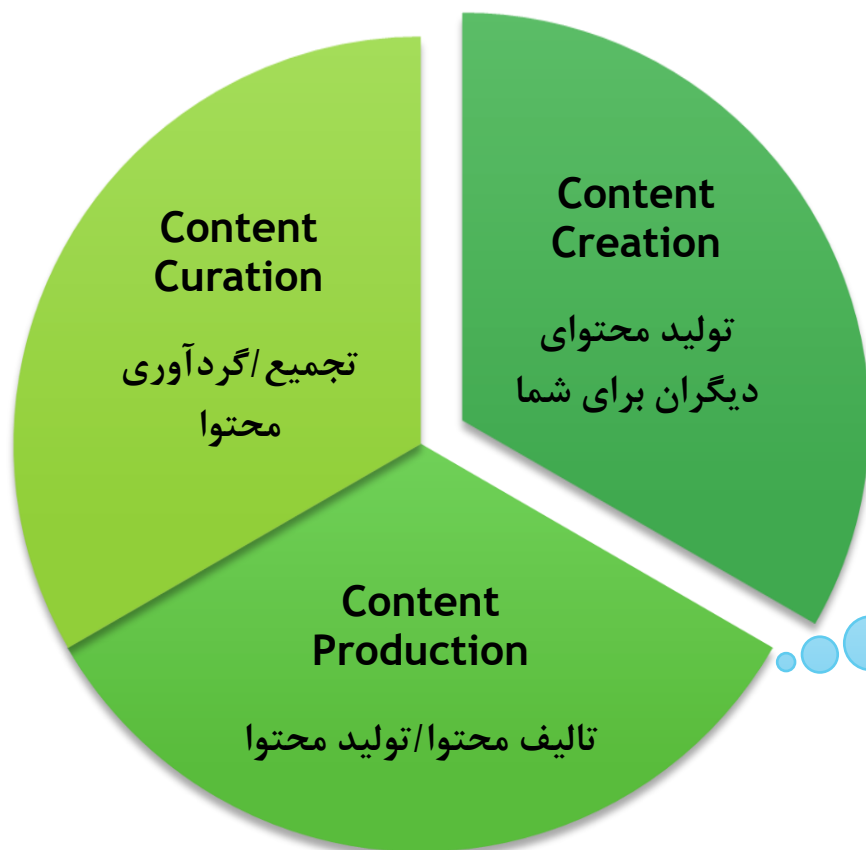 Content
Curation
تجمیع/گردآوری
محتوا
Content
Creation
تولید محتوای
دیگران برای شما
Content
Production
تالیف محتوا/تولید محتوا